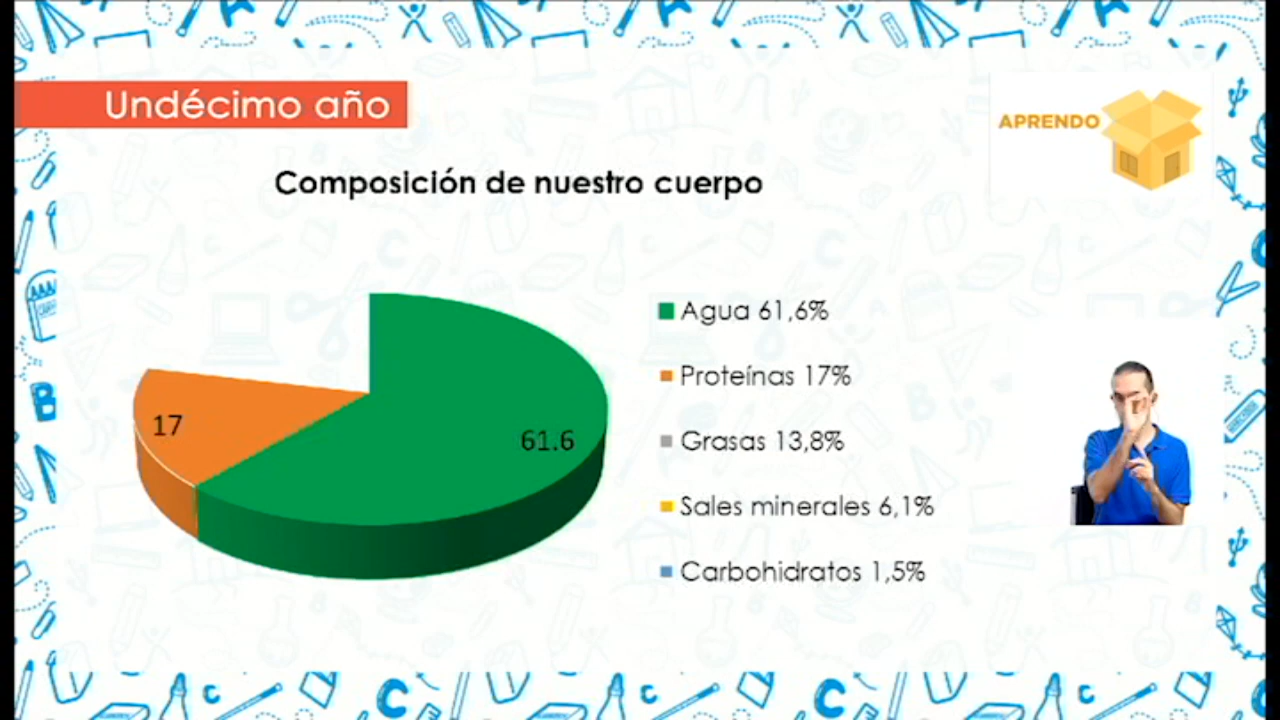 Undécimo año
APRENDO
Composición de nuestro cuerpo
Agua 61,6%
Proteínas 17%
Grasas 13,8%
Sales minerales 6,1%
Carbohidratos 1,5%
17
61.6